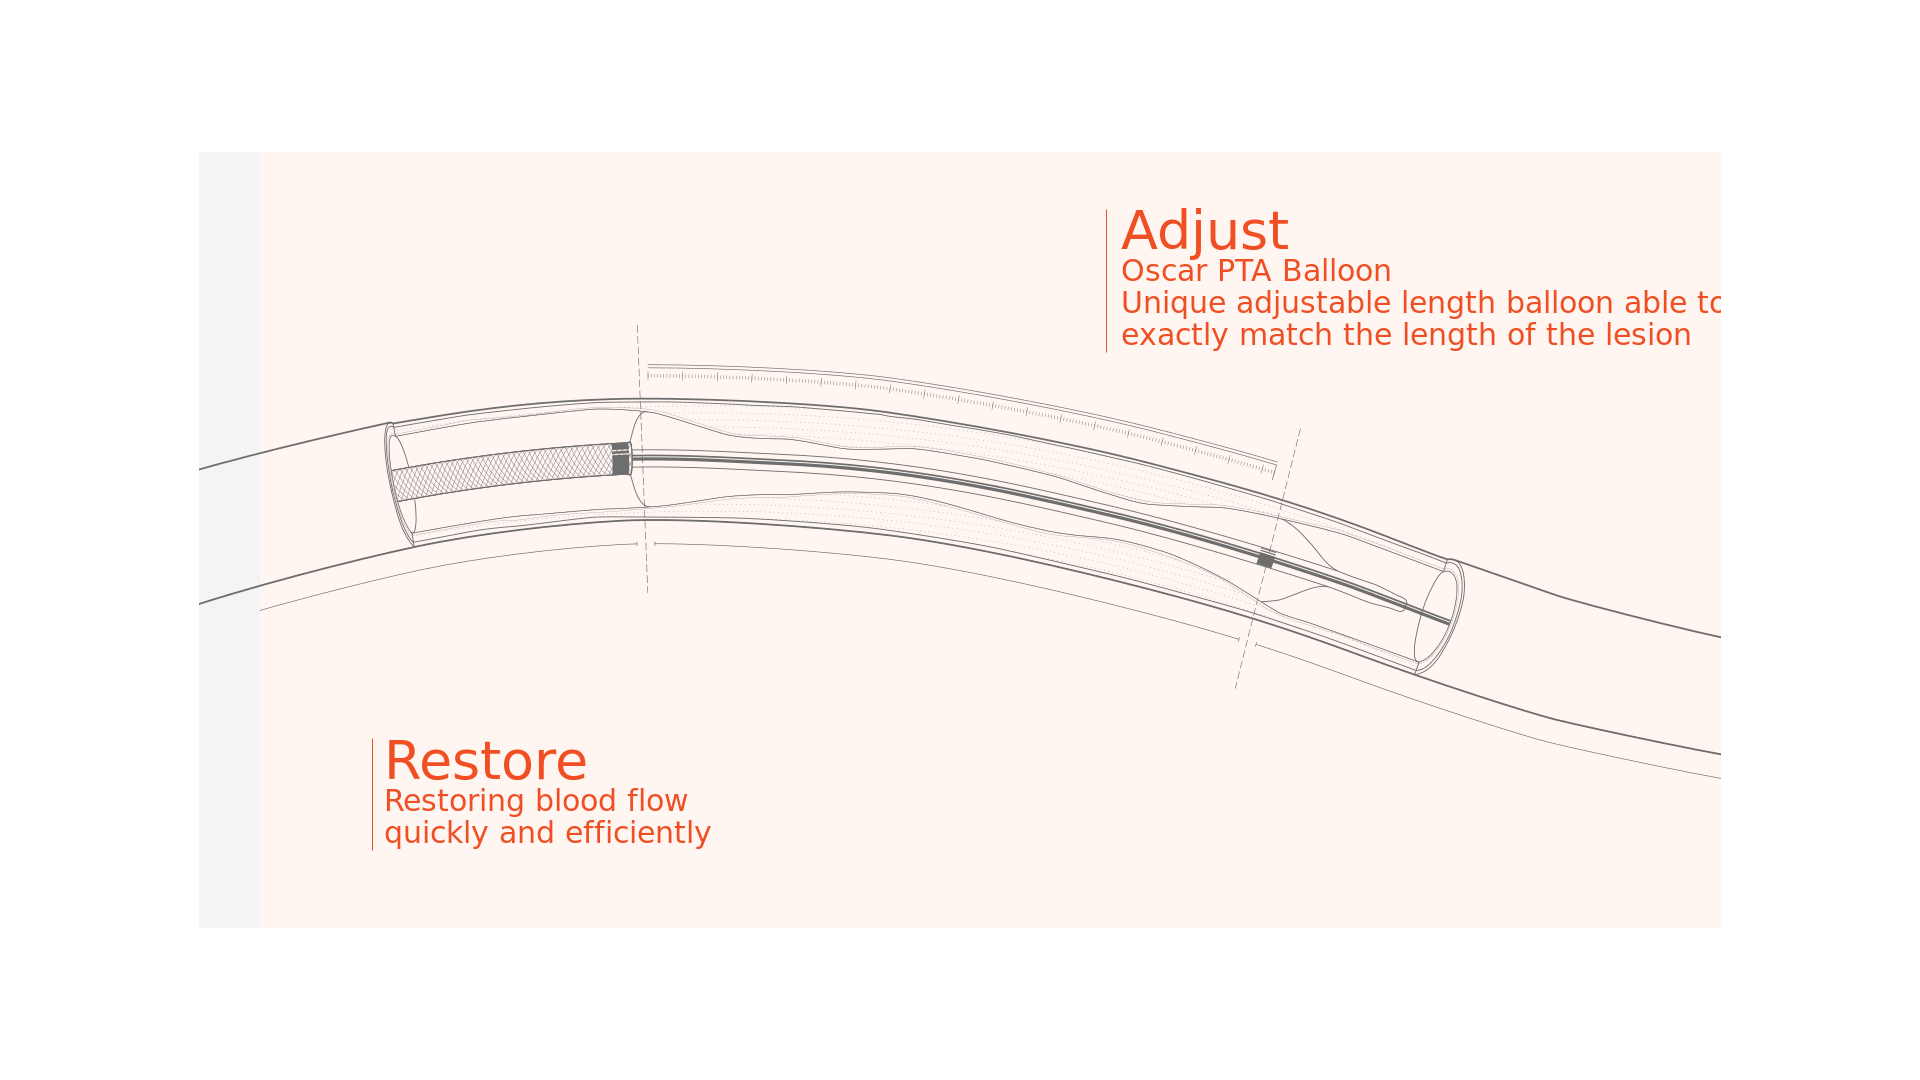 Adjust
Oscar PTA Balloon
Unique adjustable length balloon able to
exactly match the length of the lesion
Restore
Restoring blood flow
quickly and efficiently